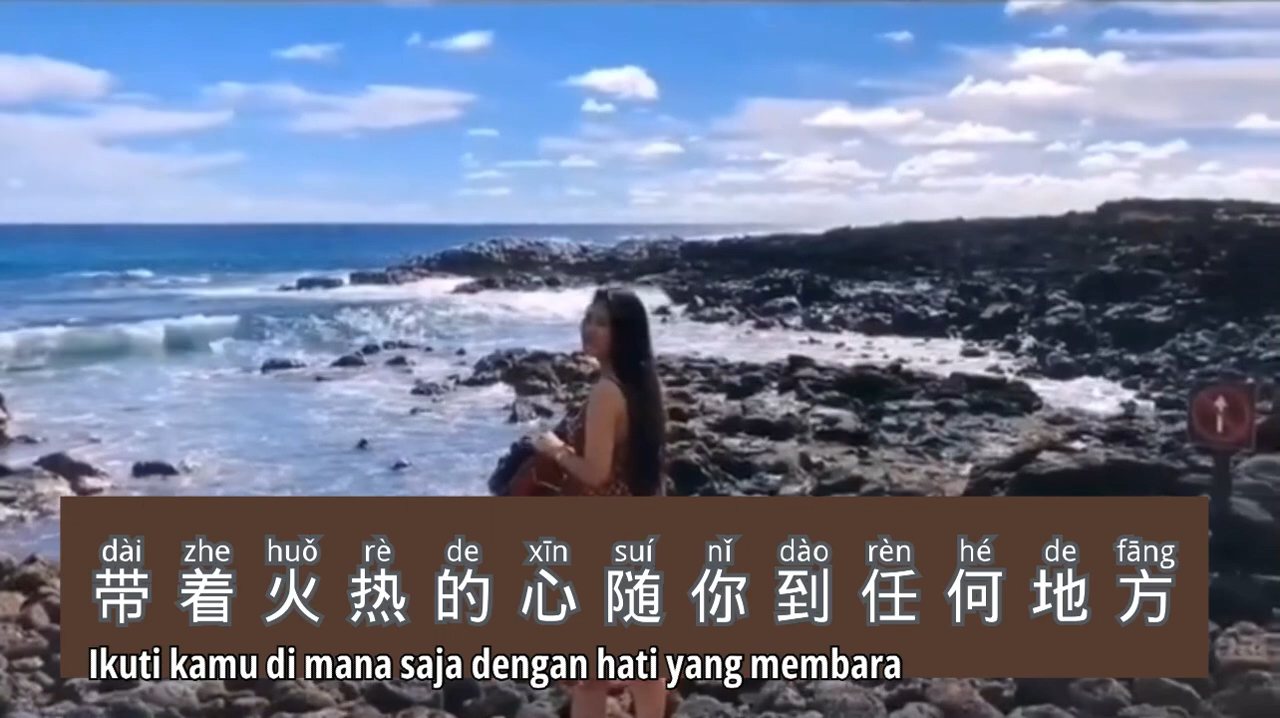 dài zhe huǒ rè de xīn suí nǐ dào rèn hé de fāng
带着火热的心随你到任何地方
Ikuti kamu di mana saja dengan hati yang membara